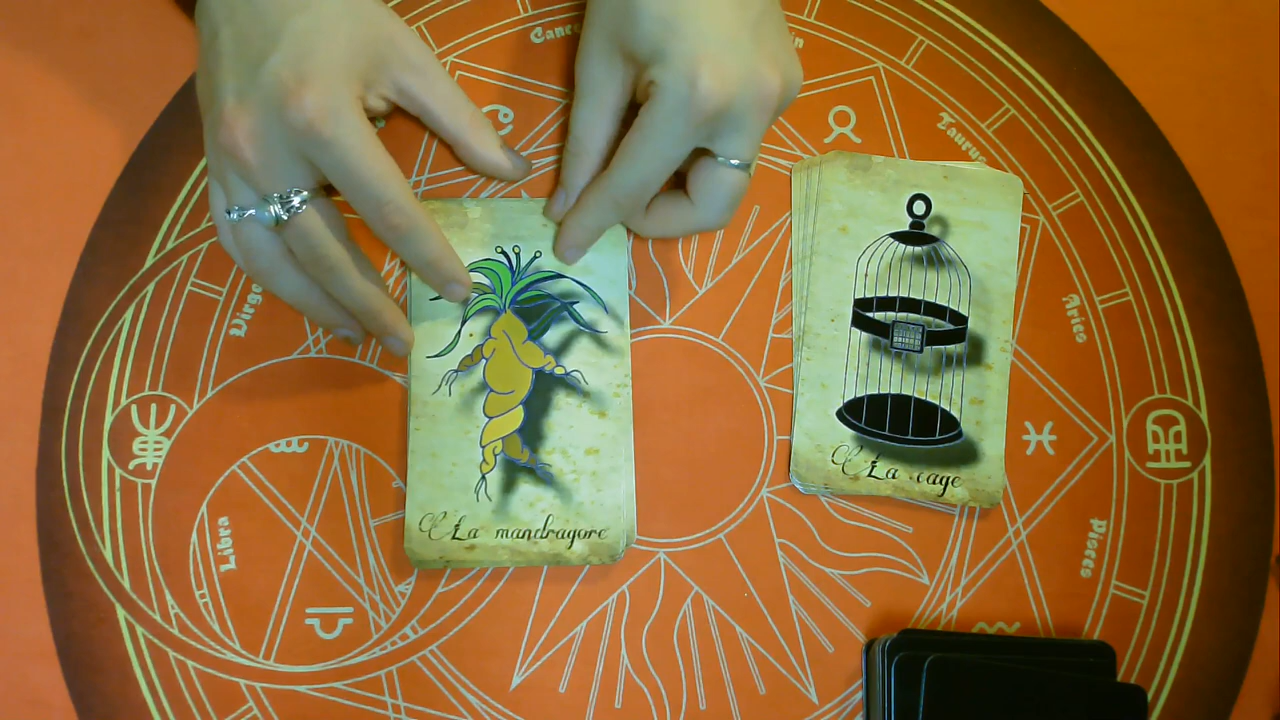 Cancer
Taurus
Virgo
Aries
La cage
La mandragore
Libra
Pisces